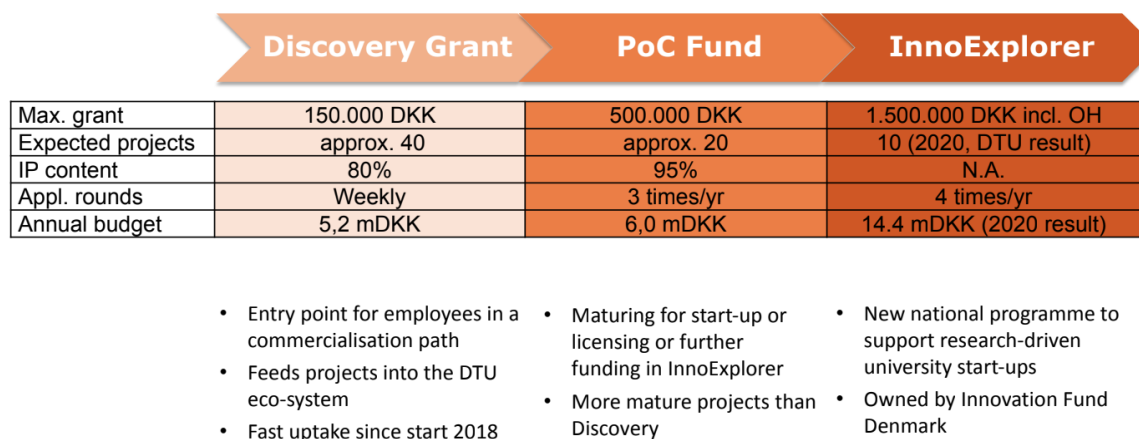 Discovery Grant PoC Fund InnoExplorer
Max. grant 150.000 DKK 500.000 DKK 1.500.000 DKK incl. OH
Expected projects approx. 40 approx. 20 10 (2020, DTU result)
IP content 80% 95% N.A.
Appl. rounds Weekly 3 times/yr 4 times/yr
Annual budget 5,2 mDKK 6,0 mDKK 14.4 mDKK (2020 result)
• Entry point for employees in a
commercialisation path
• Feeds projects into the DTU
eco-system
• Fast uptake since start 2018
• Maturing for start-up or
licensing or further
funding in InnoExplorer
• More mature projects than
Discovery
• New national programme to
support research-driven
university start-ups
• Owned by Innovation Fund
Denmark